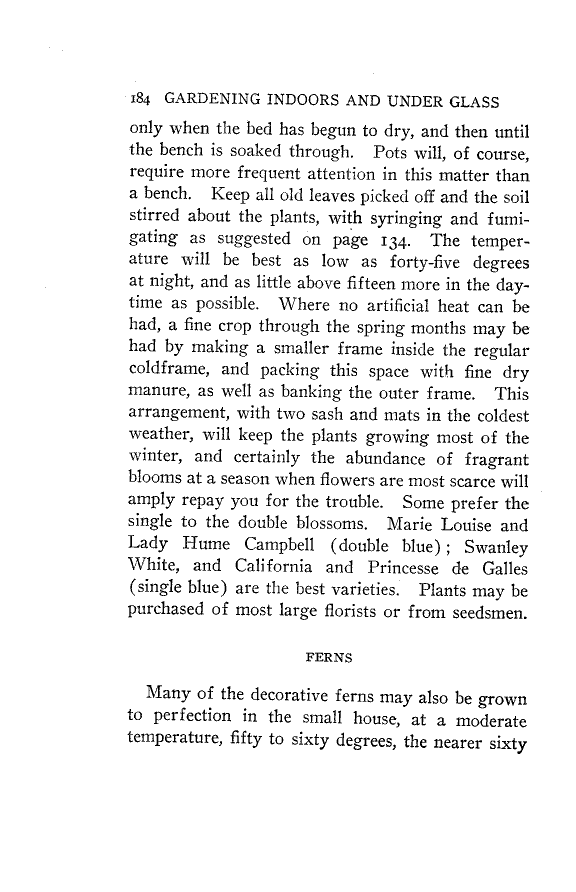 184 GARDENING INDOORS AND UNDER GLASS
only when the bed has begun to dry, and then until
the bench is soaked through. Pots will, of course,
require more frequent attention in this matter than
a bench. Keep all old leaves picked off and the soil
stirred about the plants, with syringing and fumi-
gating as suggested on page 134. The temper-
ature will be best as low as forty-five degrees
at night, and as little above fifteen more in the day-
time as possible. Where no artificial heat can be
had, a fine crop through the spring months may be
had by making a smaller frame inside the regular
coldframe, and packing this space with fine dry
manure, as well as banking the outer frame. This
arrangement, with two sash and mats in the coldest
weather, will keep the plants growing most of the
winter, and certainly the abundance of fragrant
blooms at a season when flowers are most scarce will
amply repay you for the trouble. Some prefer the
single to the double blossoms. Marie Louise and
Lady Hume Campbell (double blue); Swanley
White, and California and Princesse de Galles
(single blue) are the best varieties. Plants may be
purchased of most large florists or from seedsmen.
FERNS
Many of the decorative ferns may also be grown
to perfection in the small house, at a moderate
temperature, fifty to sixty degrees, the nearer sixty